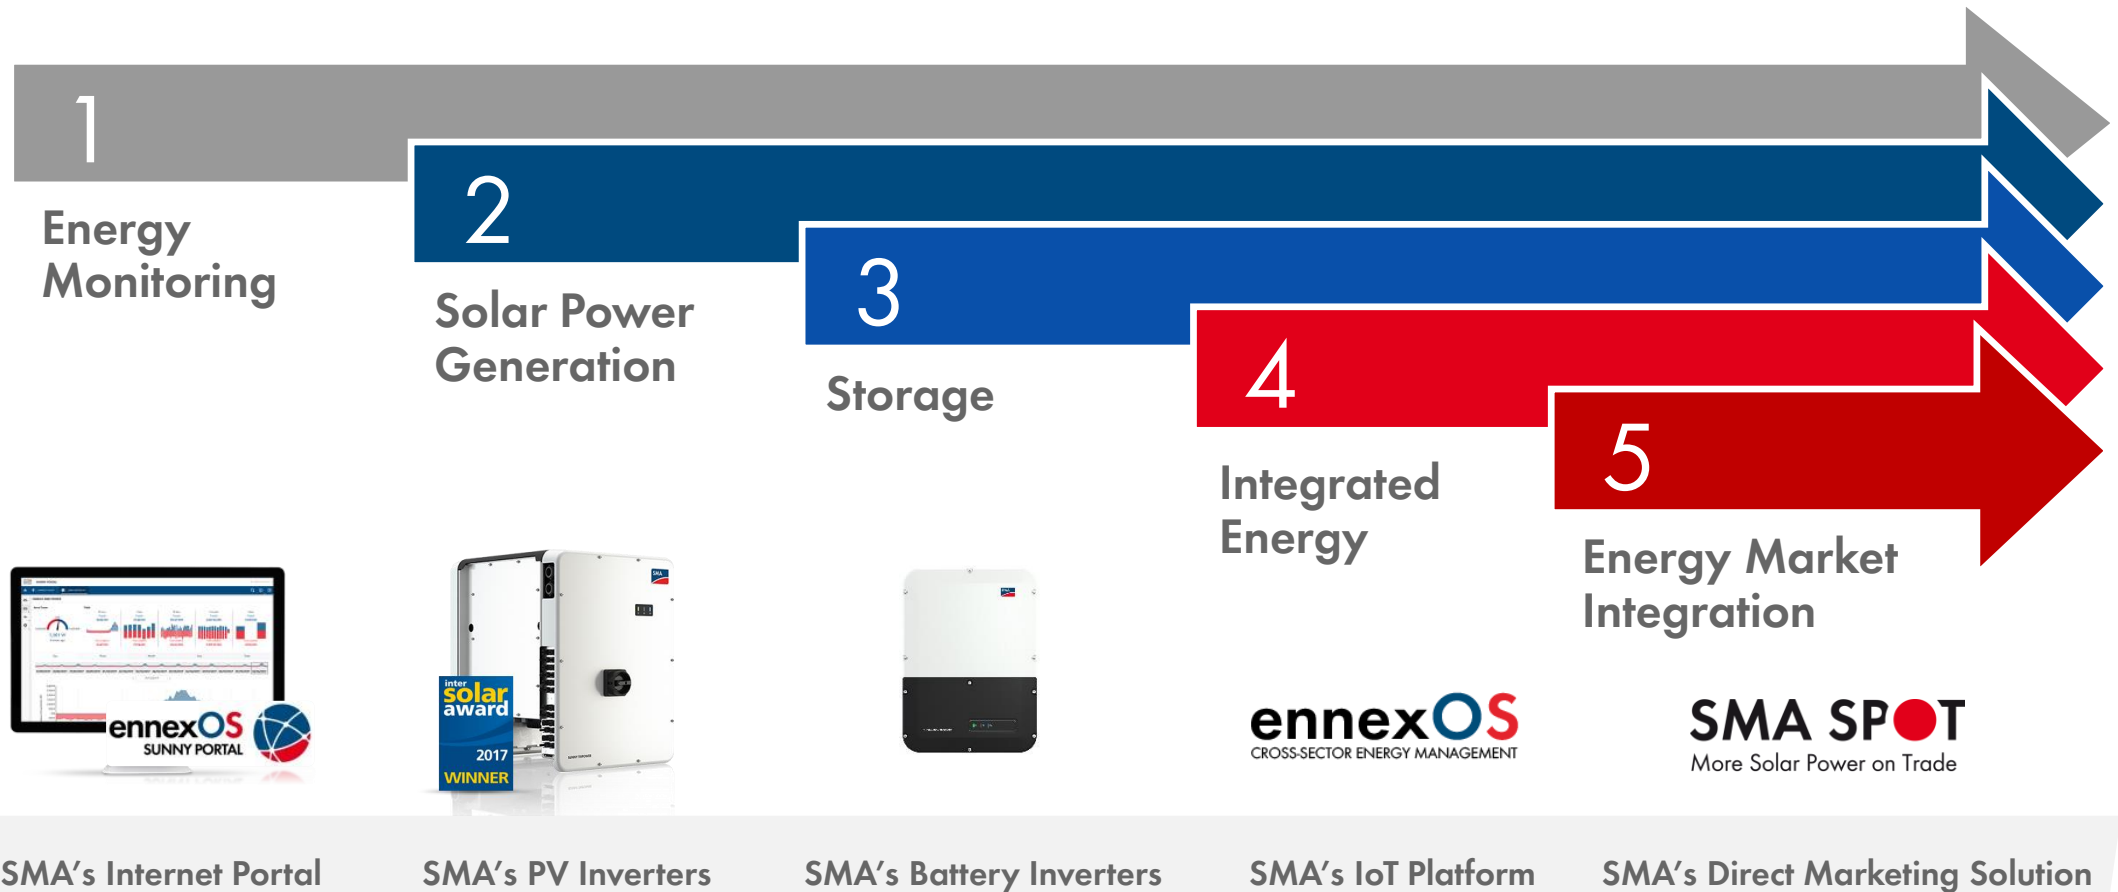 1
Energy
Monitoring
2
Solar Power
Generation
3
Storage
4
Integrated
Energy
5
Energy Market
Integration
ennexOS
SUNNY PORTAL
SMA
inter
solar
award
2017
WINNER
ennexOS
CROSS-SECTOR ENERGY MANAGEMENT
SMA SPOT
More Solar Power on Trade
SMA's Internet Portal
SMA's PV Inverters
SMA's Battery Inverters
SMA's IoT Platform
SMA's Direct Marketing Solution